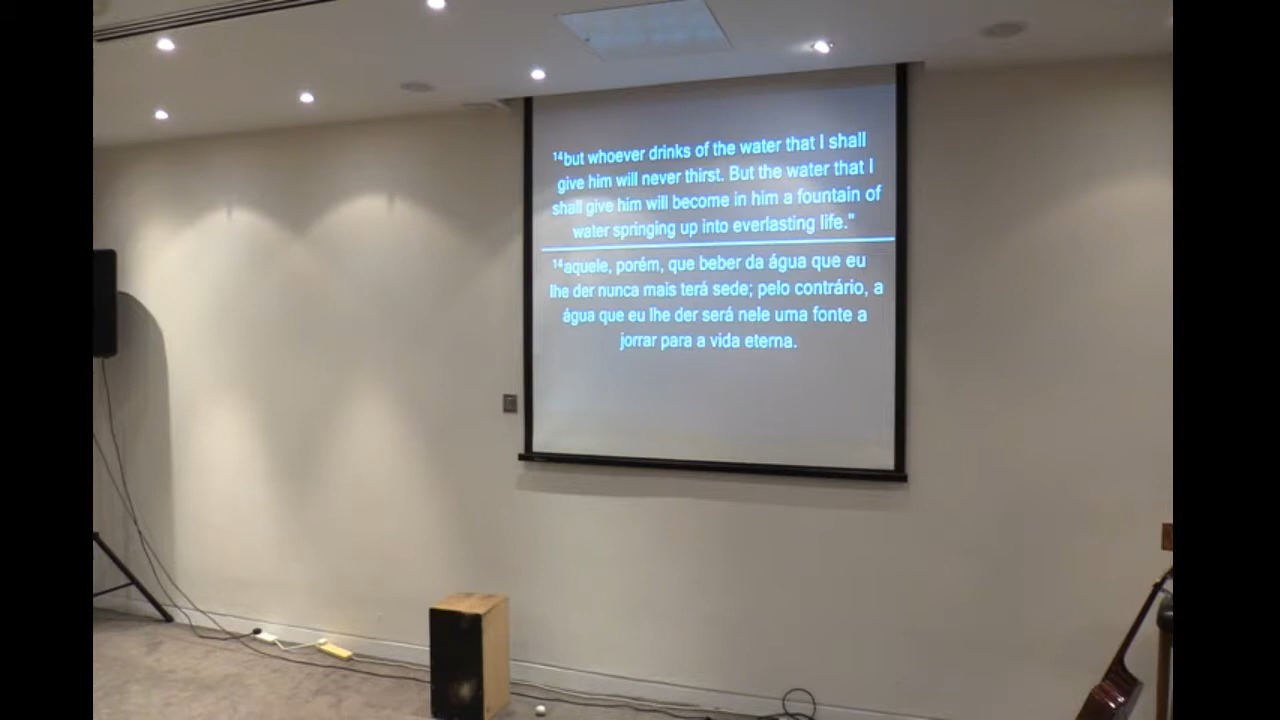 ¹⁴but whoever drinks of the water that I shall
give him will never thirst. But the water that I
shall give him will become in him a fountain of
water springing up into everlasting life."
¹⁴aquele, porém, que beber da água que eu
lhe der nunca mais terá sede; pelo contrário, a
água que eu lhe der será nele uma fonte a
jorrar para a vida eterna.